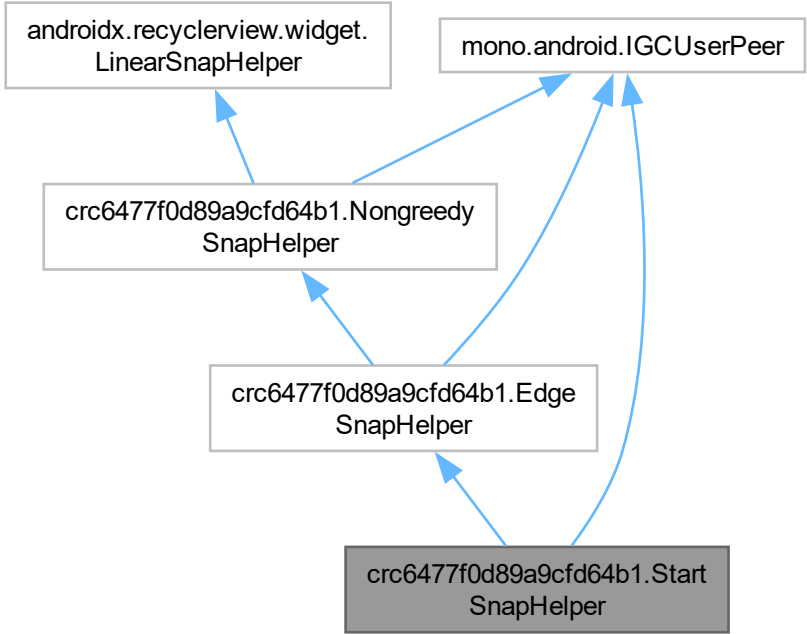 androidx.recyclerview.widget.
LinearSnapHelper
mono.android.IGCUserPeer
crc6477f0d89a9cfd64b1.Nongreedy
SnapHelper
crc6477f0d89a9cfd64b1.Edge
SnapHelper
crc6477f0d89a9cfd64b1.Start
SnapHelper